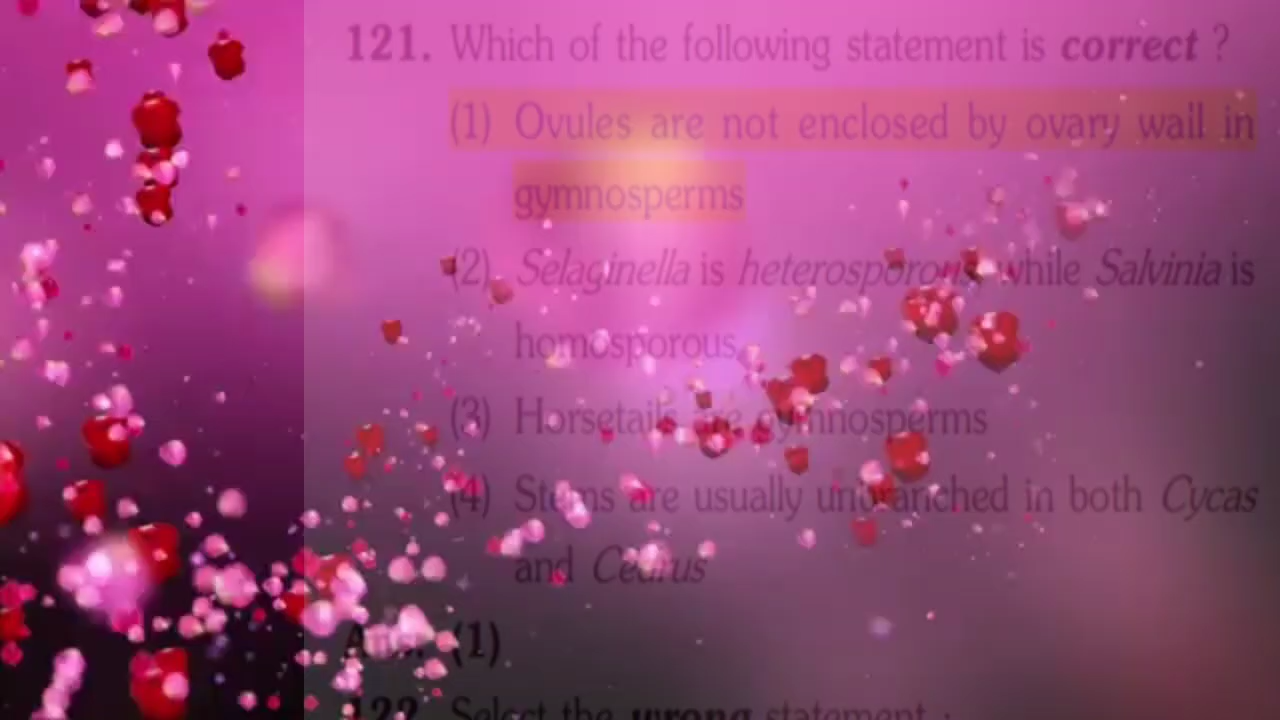 121. Which of the following statement is correct ?
(1) Ovules are not enclosed by ovary wall in
gymnosperms
(2) Selaginella is heterosporous while Salvinia is
homosporous
(3) Horsetails are gymnosperms
(4) Stems are usually unbranched in both Cycas
and Cedrus
Ans. (1)
122. Select the wrong statement :